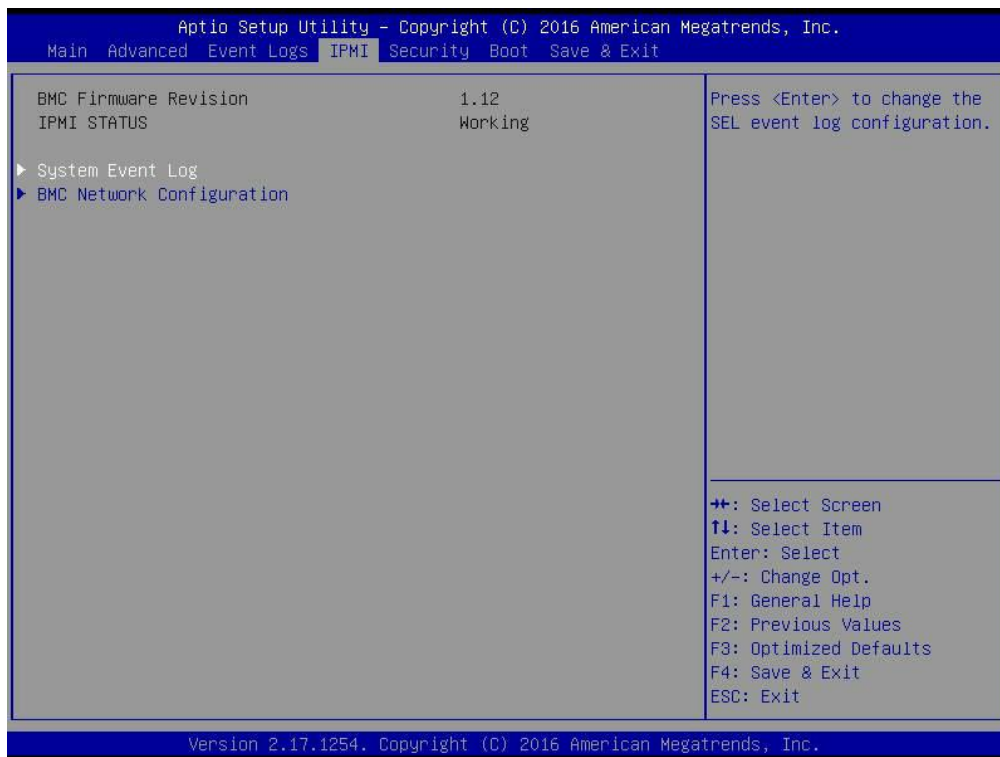 Aptio Setup Utility – Copyright (C) 2016 American Megatrends, Inc.
Main Advanced Event Logs IPMI Security Boot Save & Exit
BMC Firmware Revision 1.12
IPMI STATUS Working
▶ System Event Log
▶ BMC Network Configuration
Press <Enter> to change the
SEL event log configuration.
→←: Select Screen
↑↓: Select Item
Enter: Select
+/-: Change Opt.
F1: General Help
F2: Previous Values
F3: Optimized Defaults
F4: Save & Exit
ESC: Exit
Version 2.17.1254. Copyright (C) 2016 American Megatrends, Inc.